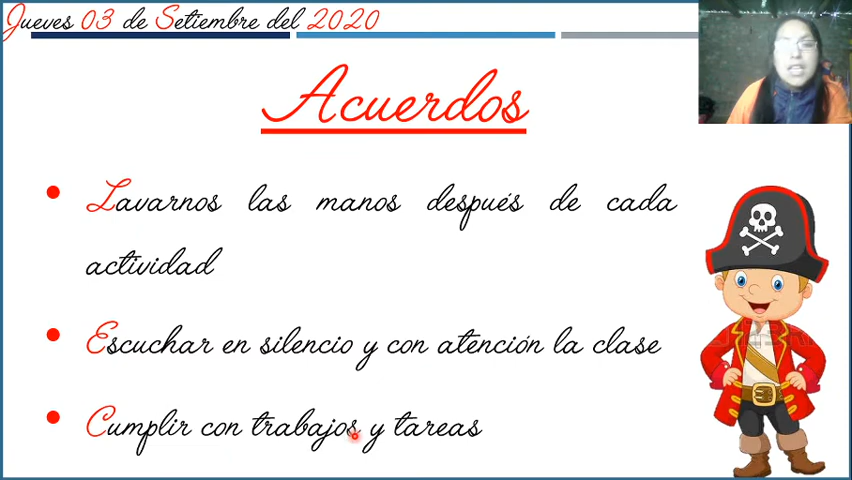 Jueves 03 de Setiembre del 2020
Acuerdos
Lavarnos las manos después de cada
actividad
Escuchar en silencio y con atención la clase
Cumplir con trabajos y tareas